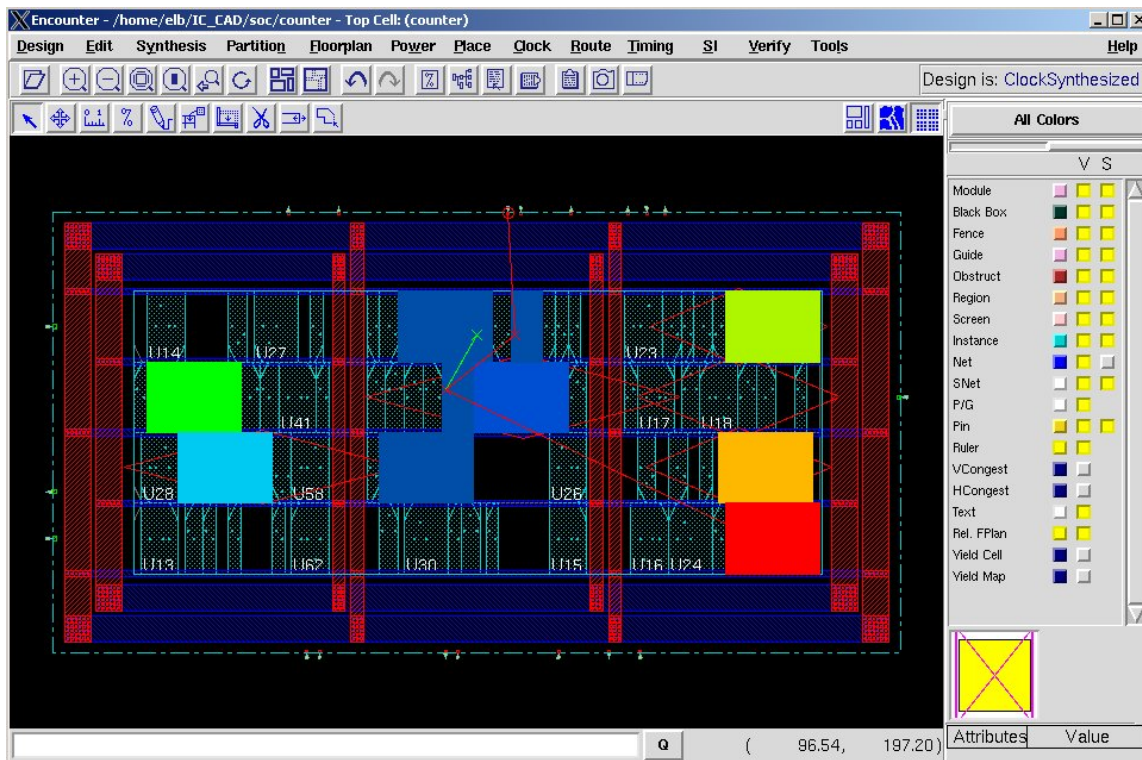 Encounter - /home/elb/IC_CAD/soc/counter - Top Cell: (counter)
Design Edit Synthesis Partition Floorplan Power Place Clock Route Timing SI Verify Tools Help
Design is: ClockSynthesized
All Colors
V S
Module
Black Box
Fence
Guide
Obstruct
Region
Screen
Instance
Net
SNet
P/G
Pin
Ruler
VCongest
HCongest
Text
Rel. FPlan
Yield Cell
Yield Map
U14 U27 U23
U41 U17 U18
U28 U58 U26
U13 U62 U30 U15 U16 U24
Q ( 96.54, 197.20)
Attributes Value